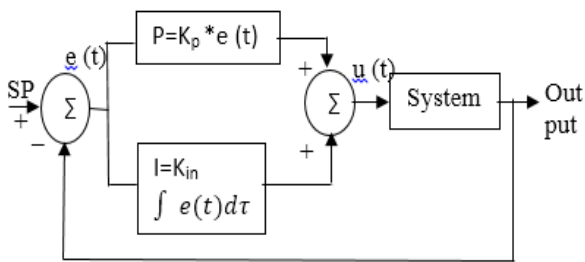 P=Kp *e (t)
e (t)
SP
+
−
Σ
+
+
Σ
u (t)
System
Out
put
I=Kin
∫ e(t)dτ